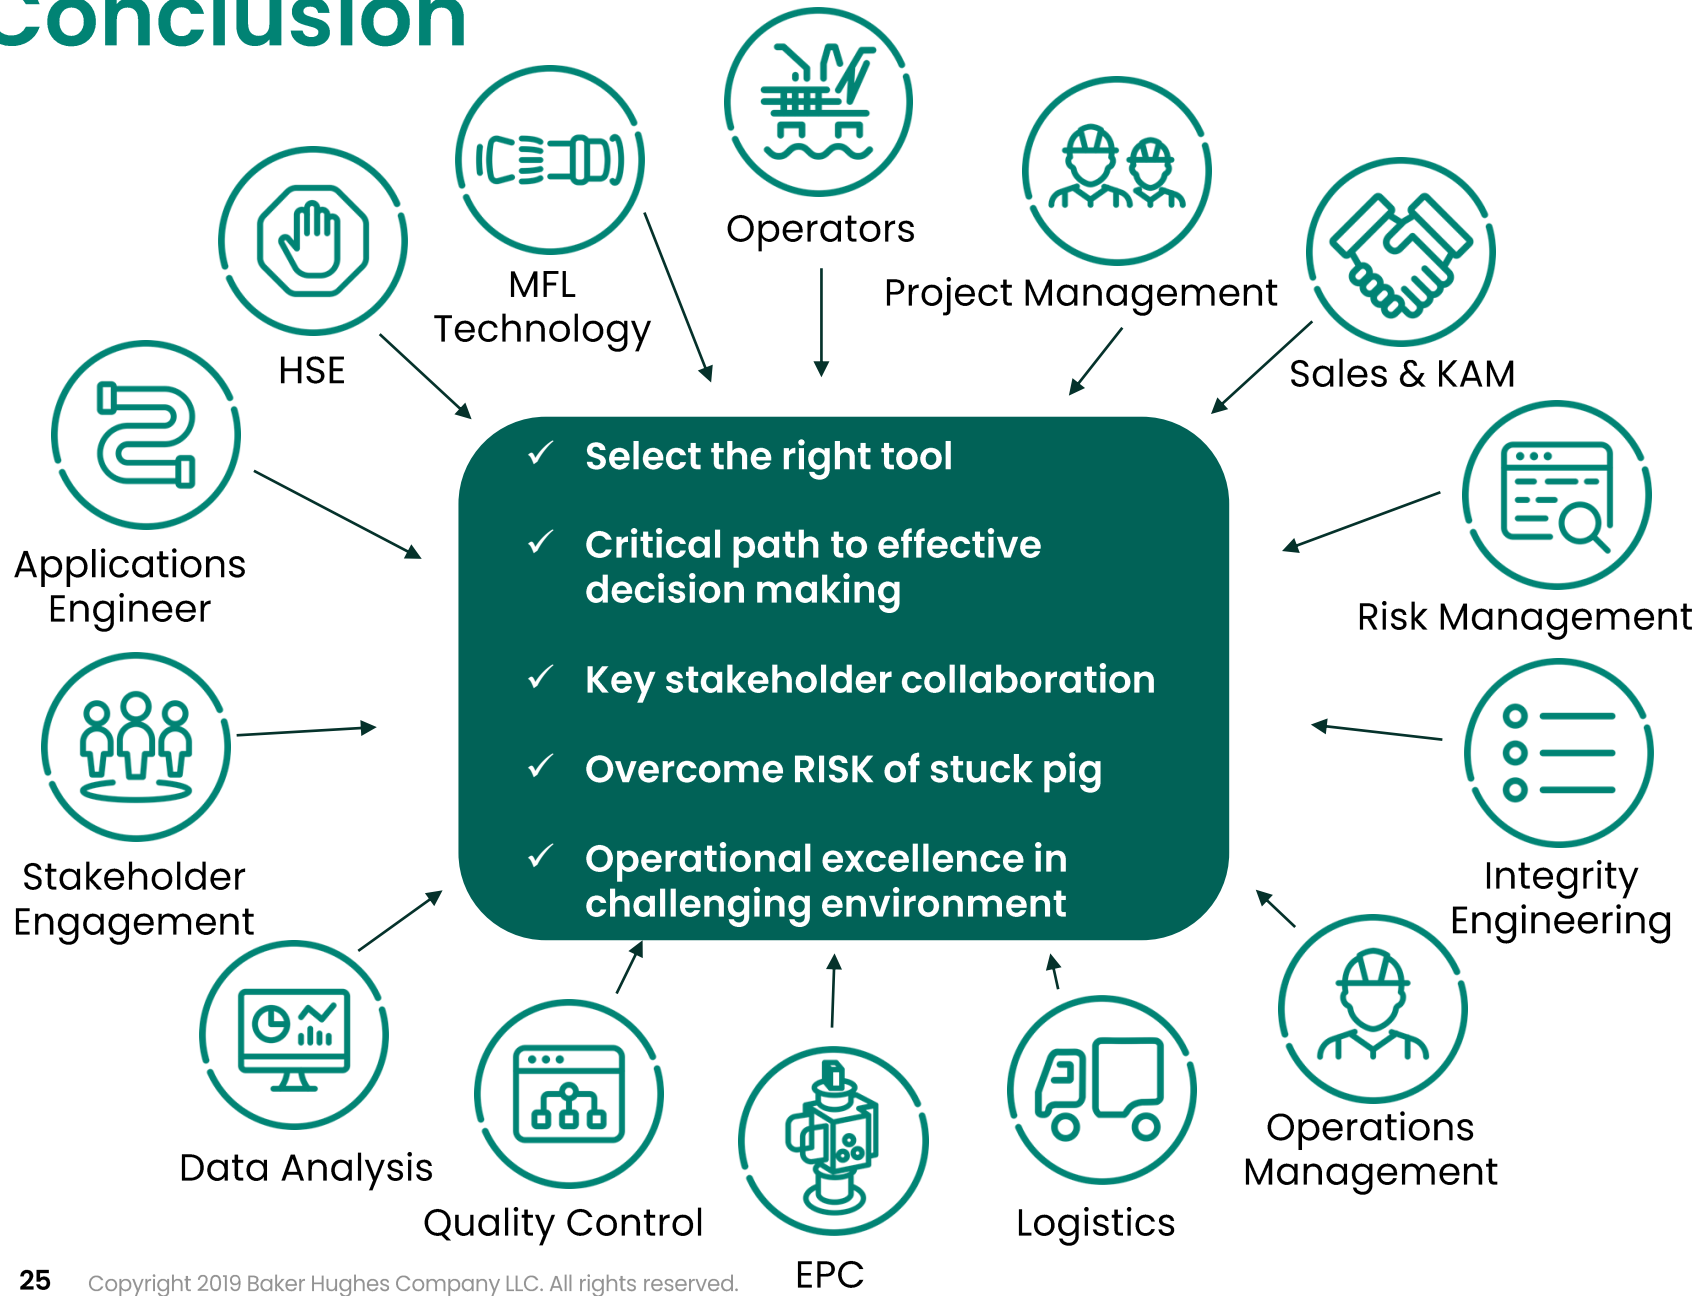 Conclusion
Operators
MFL
Technology
Project Management
HSE
Sales & KAM
✓ Select the right tool
✓ Critical path to effective
decision making
✓ Key stakeholder collaboration
✓ Overcome RISK of stuck pig
✓ Operational excellence in
challenging environment
Applications
Engineer
Risk Management
Stakeholder
Engagement
Integrity
Engineering
Data Analysis
Operations
Management
Quality Control
Logistics
EPC
25 Copyright 2019 Baker Hughes Company LLC. All rights reserved.